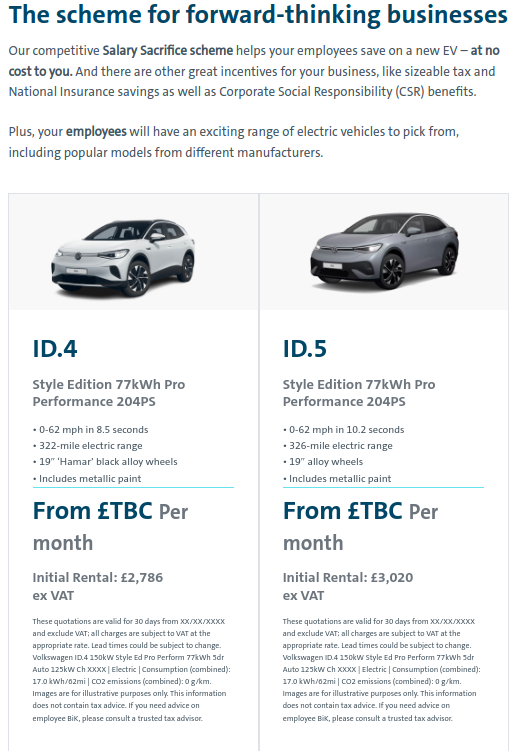 The scheme for forward-thinking businesses
Our competitive Salary Sacrifice scheme helps your employees save on a new EV – at no
cost to you. And there are other great incentives for your business, like sizeable tax and
National Insurance savings as well as Corporate Social Responsibility (CSR) benefits.
Plus, your employees will have an exciting range of electric vehicles to pick from,
including popular models from different manufacturers.
ID.4
Style Edition 77kWh Pro
Performance 204PS
• 0-62 mph in 8.5 seconds
• 322-mile electric range
• 19” ‘Hamar’ black alloy wheels
• Includes metallic paint
From £TBC Per
month
Initial Rental: £2,786
ex VAT
These quotations are valid for 30 days from XX/XX/XXXX
and exclude VAT; all charges are subject to VAT at the
appropriate rate. Lead times could be subject to change.
Volkswagen ID.4 150kW Style Ed Pro Perform 77kWh 5dr
Auto 125kW Ch XXXX | Electric | Consumption (combined):
17.0 kWh/62mi | CO2 emissions (combined): 0 g/km.
Images are for illustrative purposes only. This information
does not contain tax advice. If you need advice on
employee BiK, please consult a trusted tax advisor.
ID.5
Style Edition 77kWh Pro
Performance 204PS
• 0-62 mph in 10.2 seconds
• 326-mile electric range
• 19” alloy wheels
• Includes metallic paint
From £TBC Per
month
Initial Rental: £3,020
ex VAT
These quotations are valid for 30 days from XX/XX/XXXX
and exclude VAT; all charges are subject to VAT at the
appropriate rate. Lead times could be subject to change.
Volkswagen ID.4 150kW Style Ed Pro Perform 77kWh 5dr
Auto 125kW Ch XXXX | Electric | Consumption (combined):
17.0 kWh/62mi | CO2 emissions (combined): 0 g/km.
Images are for illustrative purposes only. This information
does not contain tax advice. If you need advice on
employee BiK, please consult a trusted tax advisor.